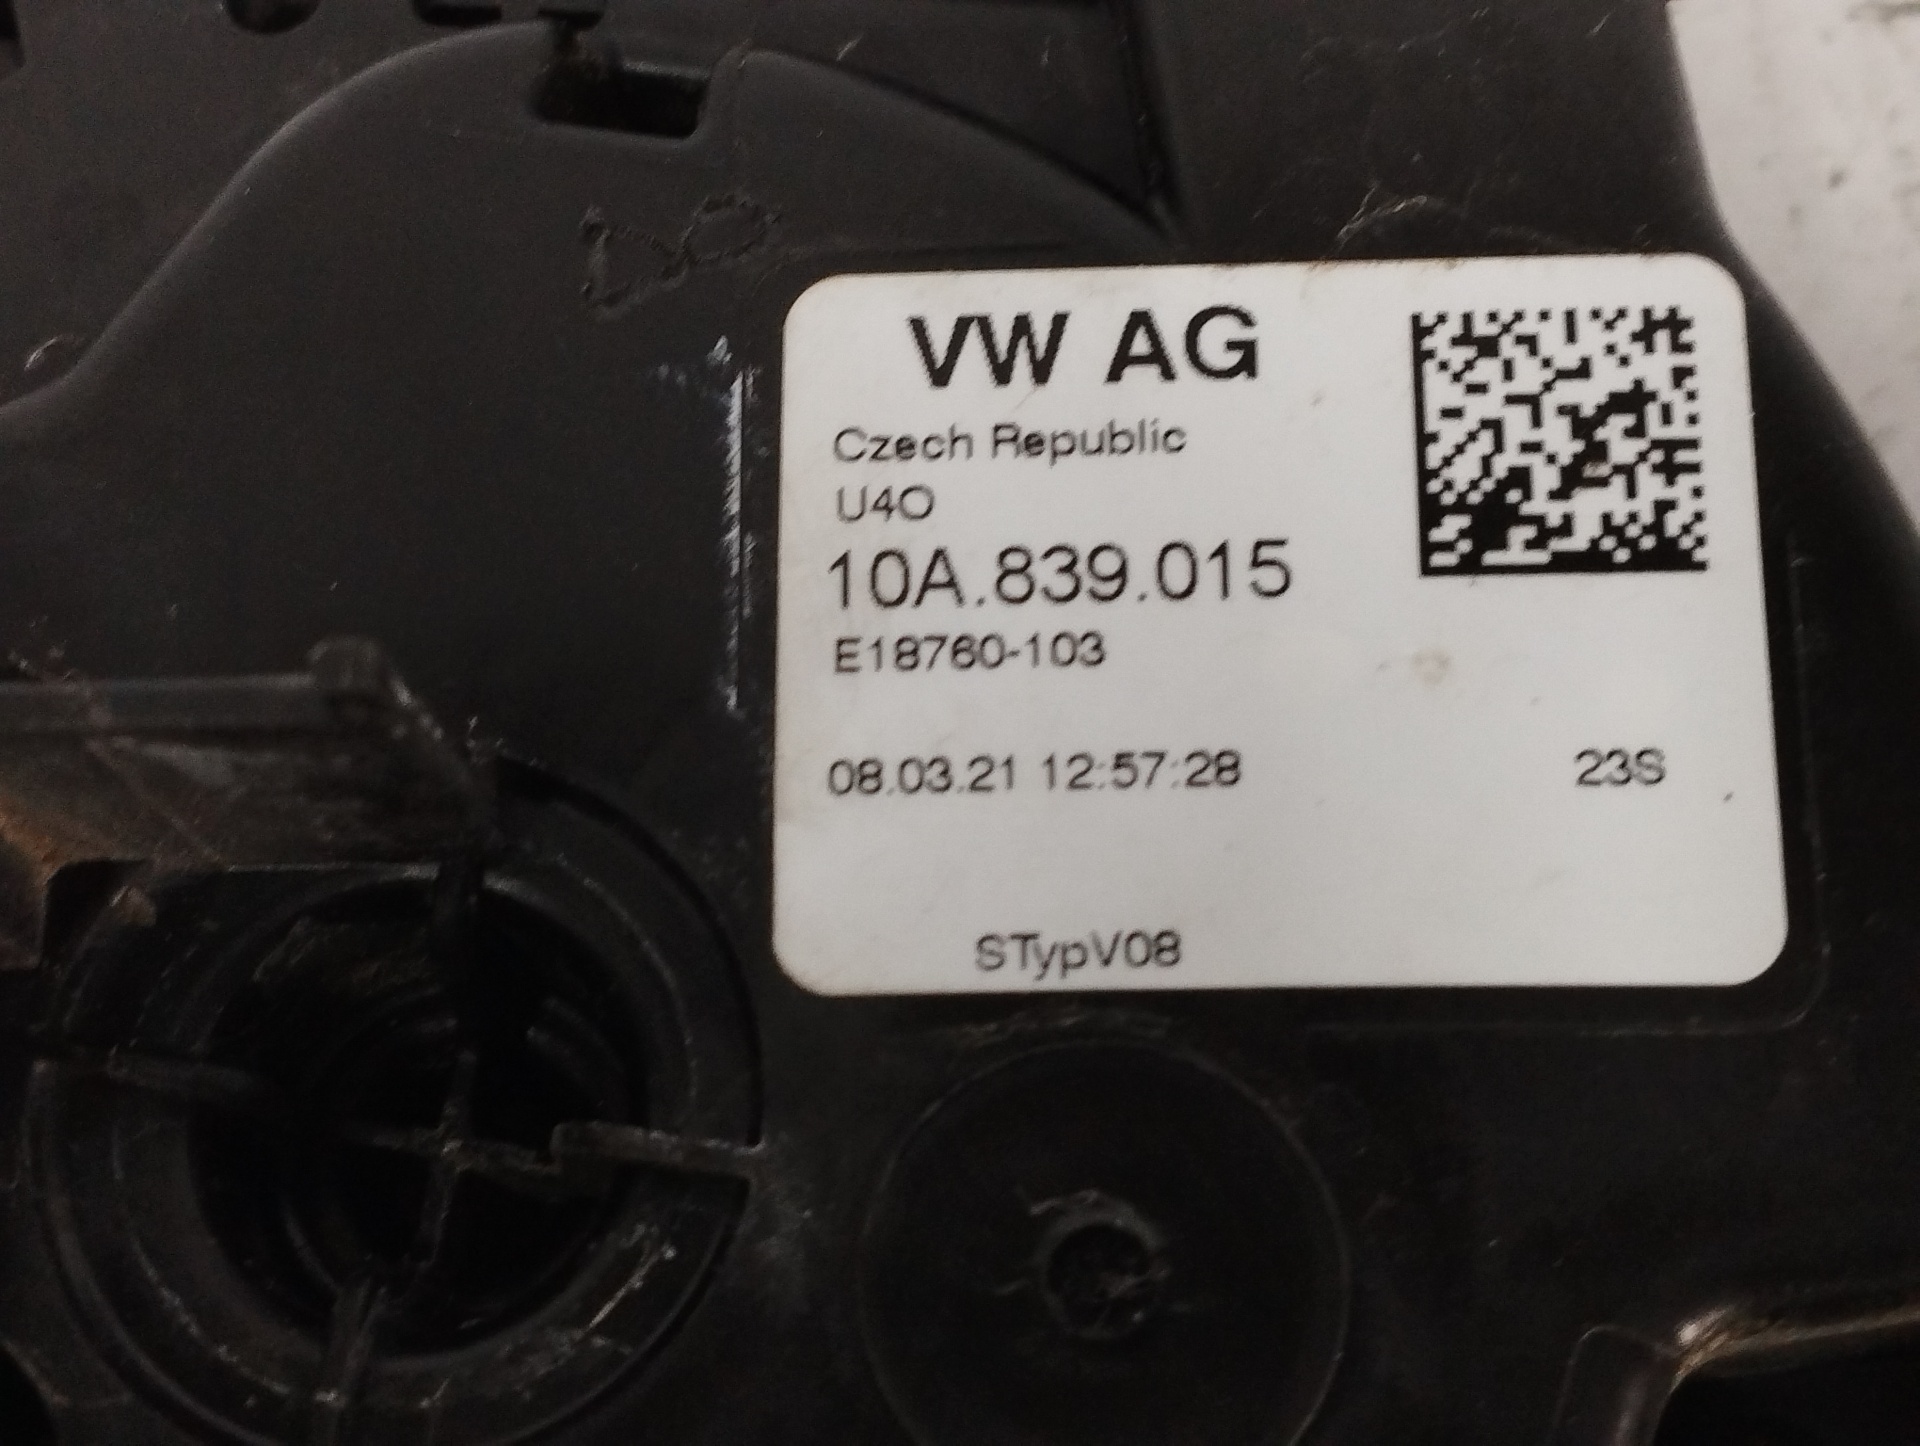 VW AG
Czech Republic
U4O
10A.839.015
E18760-103
08.03.21 12:57:28 23S
STypV08